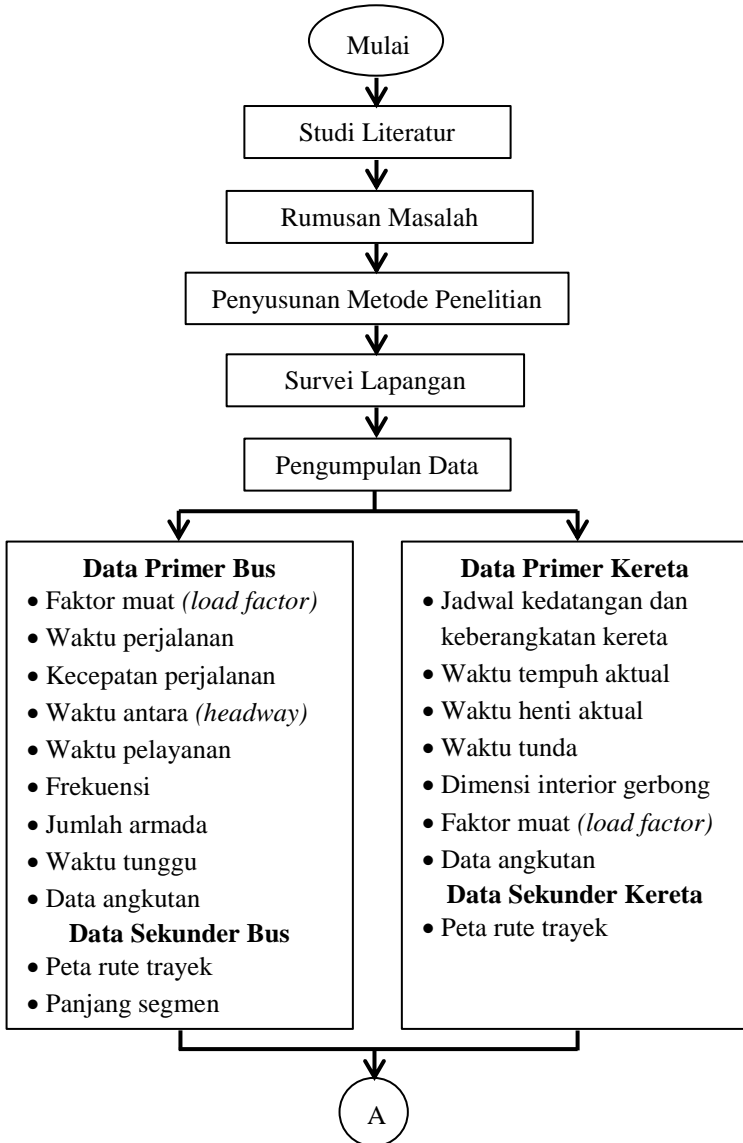 Mulai
Studi Literatur
Rumusan Masalah
Penyusunan Metode Penelitian
Survei Lapangan
Pengumpulan Data
Data Primer Bus
• Faktor muat (load factor)
• Waktu perjalanan
• Kecepatan perjalanan
• Waktu antara (headway)
• Waktu pelayanan
• Frekuensi
• Jumlah armada
• Waktu tunggu
• Data angkutan
Data Sekunder Bus
• Peta rute trayek
• Panjang segmen
Data Primer Kereta
• Jadwal kedatangan dan
keberangkatan kereta
• Waktu tempuh aktual
• Waktu henti aktual
• Waktu tunda
• Dimensi interior gerbong
• Faktor muat (load factor)
• Data angkutan
Data Sekunder Kereta
• Peta rute trayek
A